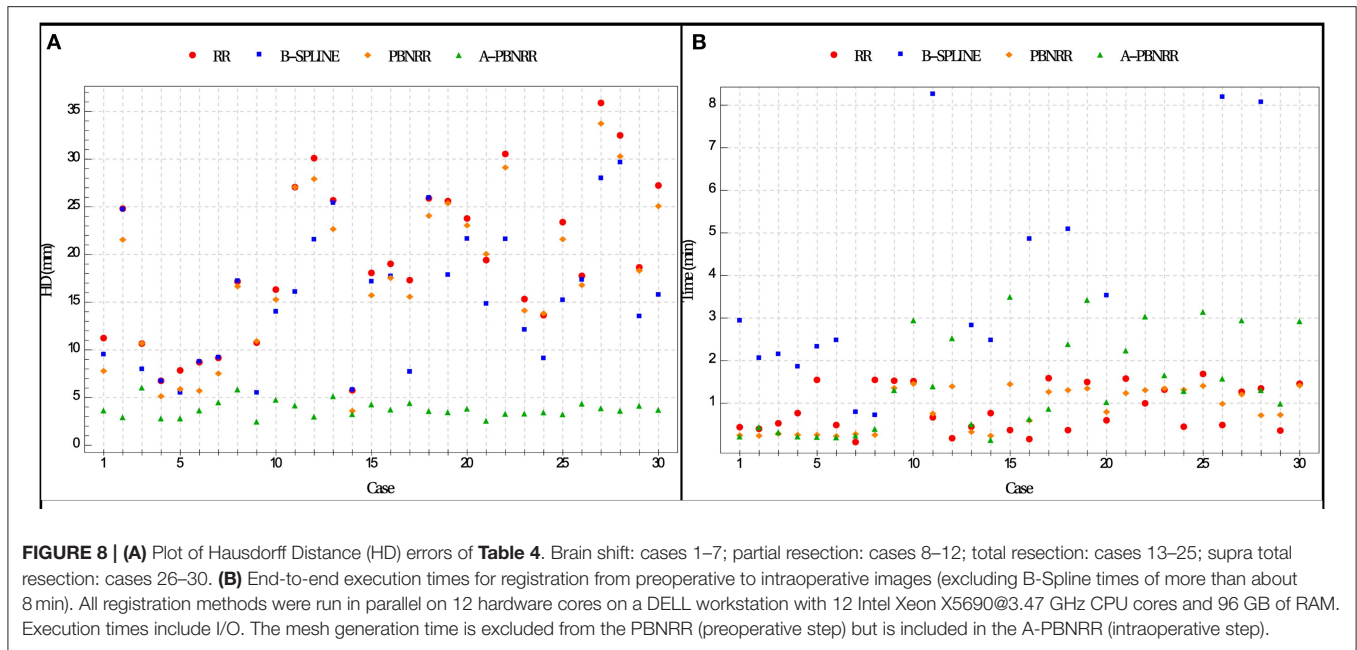 A
RR B–SPLINE PBNRR A–PBNRR
HD (mm)
35
30
25
20
15
10
5
0
1 5 10 15 20 25 30
Case
B
RR B–SPLINE PBNRR A–PBNRR
Time (min)
8
7
6
5
4
3
2
1
1 5 10 15 20 25 30
Case
FIGURE 8 | (A) Plot of Hausdorff Distance (HD) errors of Table 4. Brain shift: cases 1–7; partial resection: cases 8–12; total resection: cases 13–25; supra total
resection: cases 26–30. (B) End-to-end execution times for registration from preoperative to intraoperative images (excluding B-Spline times of more than about
8 min). All registration methods were run in parallel on 12 hardware cores on a DELL workstation with 12 Intel Xeon X5690@3.47 GHz CPU cores and 96 GB of RAM.
Execution times include I/O. The mesh generation time is excluded from the PBNRR (preoperative step) but is included in the A-PBNRR (intraoperative step).